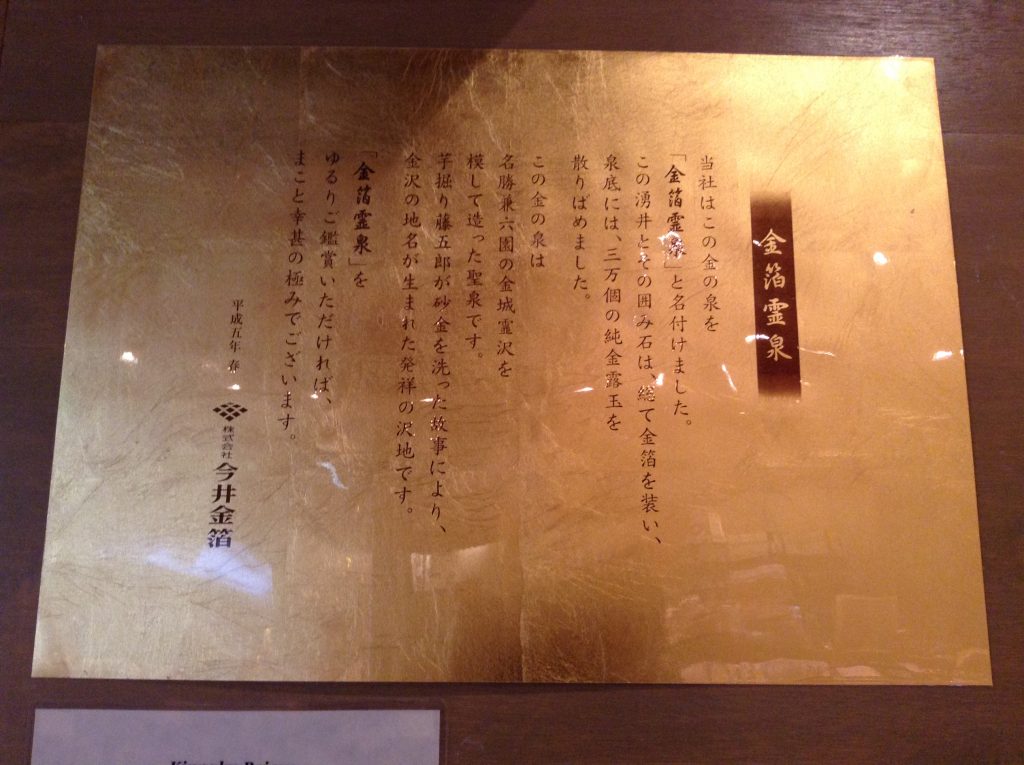 金箔霊泉
当社はこの金の泉を
「金箔霊泉」と名付けました。
この湧井とその囲み石は、総て金箔を装い、
泉底には、三万個の純金露玉を
散りばめました。
この金の泉は
名勝兼六園の金城霊沢を
模して造った聖泉です。
芋掘り藤五郎が砂金を洗った故事により、
金沢の地名が生まれた発祥の沢地です。
「金箔霊泉」を
ゆるりご鑑賞いただければ、
まこと幸甚の極みでございます。
平成五年 春
株式会社 今井金箔